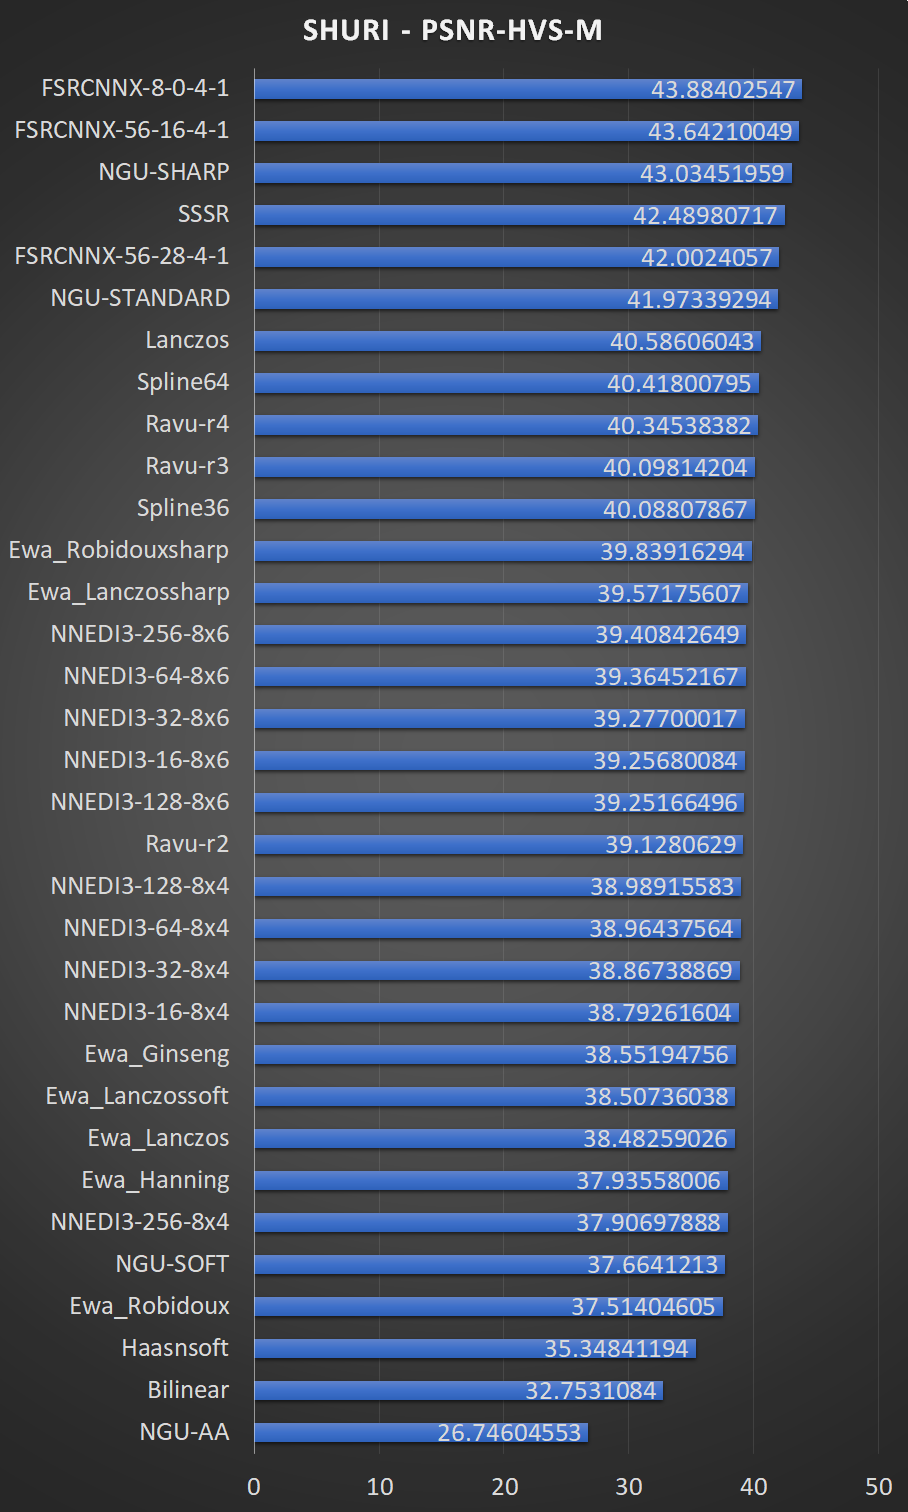 SHURI - PSNR-HVS-M
FSRCNNX-8-0-4-1 43.88402547
FSRCNNX-56-16-4-1 43.64210049
NGU-SHARP 43.03451959
SSSR 42.48980717
FSRCNNX-56-28-4-1 42.0024057
NGU-STANDARD 41.97339294
Lanczos 40.58606043
Spline64 40.41800795
Ravu-r4 40.34538382
Ravu-r3 40.09814204
Spline36 40.08807867
Ewa_Robidouxsharp 39.83916294
Ewa_Lanczossharp 39.57175607
NNEDI3-256-8x6 39.40842649
NNEDI3-64-8x6 39.36452167
NNEDI3-32-8x6 39.27700017
NNEDI3-16-8x6 39.25680084
NNEDI3-128-8x6 39.25166496
Ravu-r2 39.1280629
NNEDI3-128-8x4 38.98915583
NNEDI3-64-8x4 38.96437564
NNEDI3-32-8x4 38.86738869
NNEDI3-16-8x4 38.79261604
Ewa_Ginseng 38.55194756
Ewa_Lanczossoft 38.50736038
Ewa_Lanczos 38.48259026
Ewa_Hanning 37.93558006
NNEDI3-256-8x4 37.90697888
NGU-SOFT 37.6641213
Ewa_Robidoux 37.51404605
Haasnsoft 35.34841194
Bilinear 32.7531084
NGU-AA 26.74604553
0 10 20 30 40 50